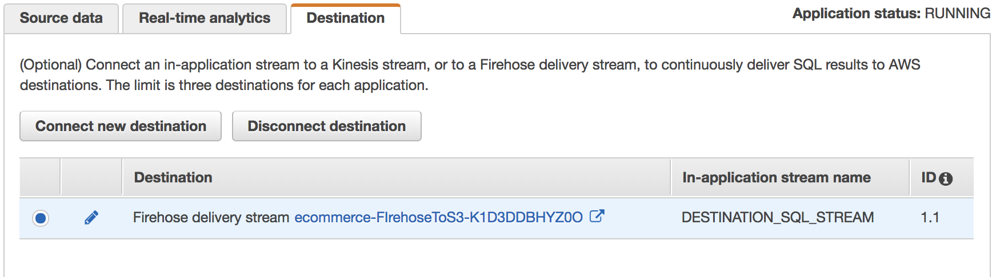 Source data
Real-time analytics
Destination
Application status: RUNNING
(Optional) Connect an in-application stream to a Kinesis stream, or to a Firehose delivery stream, to continuously deliver SQL results to AWS
destinations. The limit is three destinations for each application.
Connect new destination
Disconnect destination
Destination
In-application stream name
ID
Firehose delivery stream ecommerce-FIrehoseToS3-K1D3DDBHYZ0O
DESTINATION_SQL_STREAM
1.1